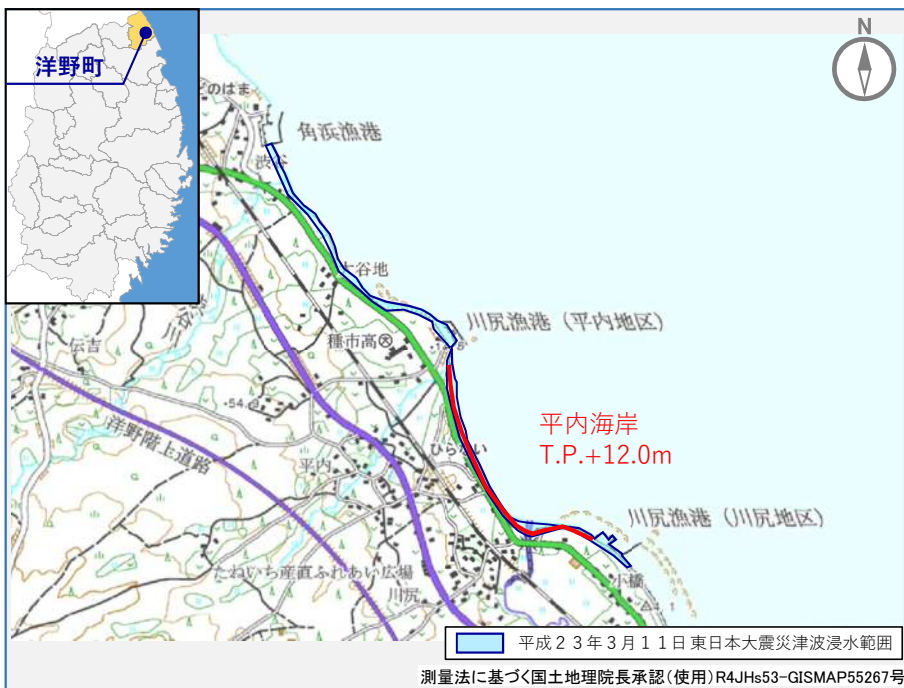 洋野町
N
角浜漁港
渋谷
大谷地
川尻漁港（平内地区）
種市高
伝吉
・54.9
平内海岸
T.P.+12.0m
ひらない
洋野階上道路
平内
川尻漁港（川尻地区）
たねいち産直ふれあい広場
川尻
小橋
平成２３年３月１１日東日本大震災津波浸水範囲
測量法に基づく国土地理院長承認（使用）R4JHs53-GISMAP55267号